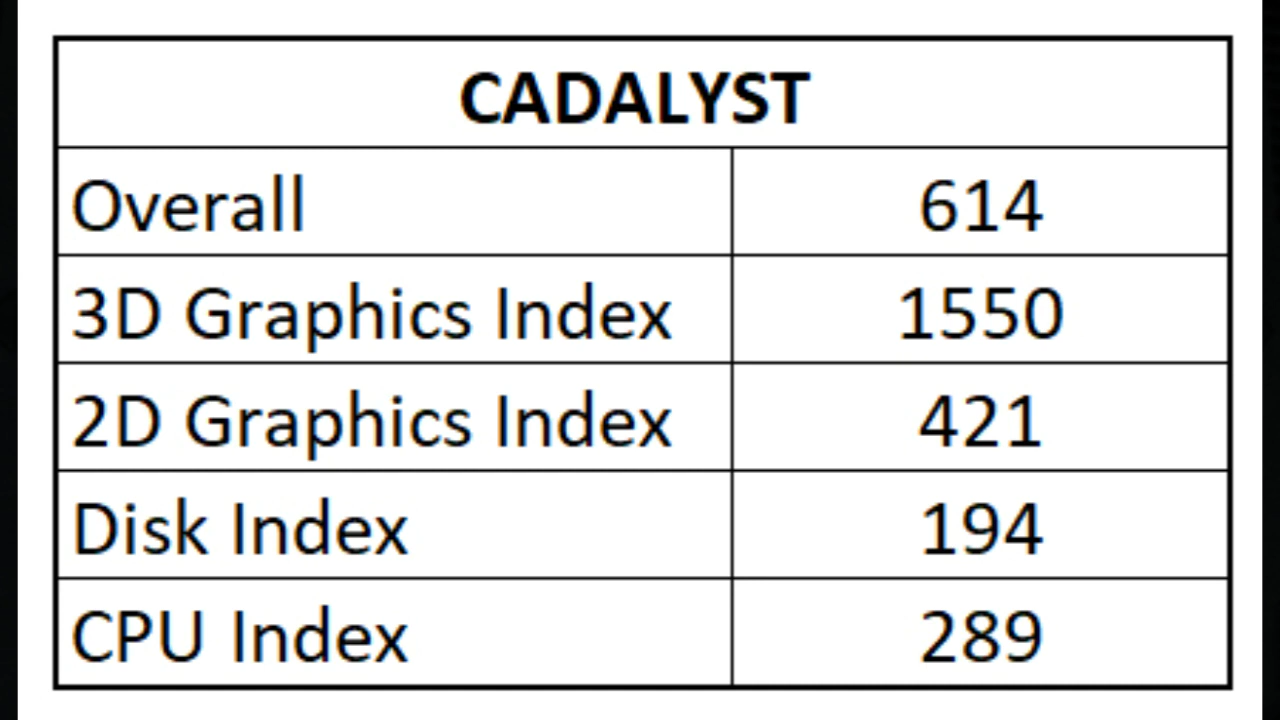 CADALYST
Overall 614
3D Graphics Index 1550
2D Graphics Index 421
Disk Index 194
CPU Index 289